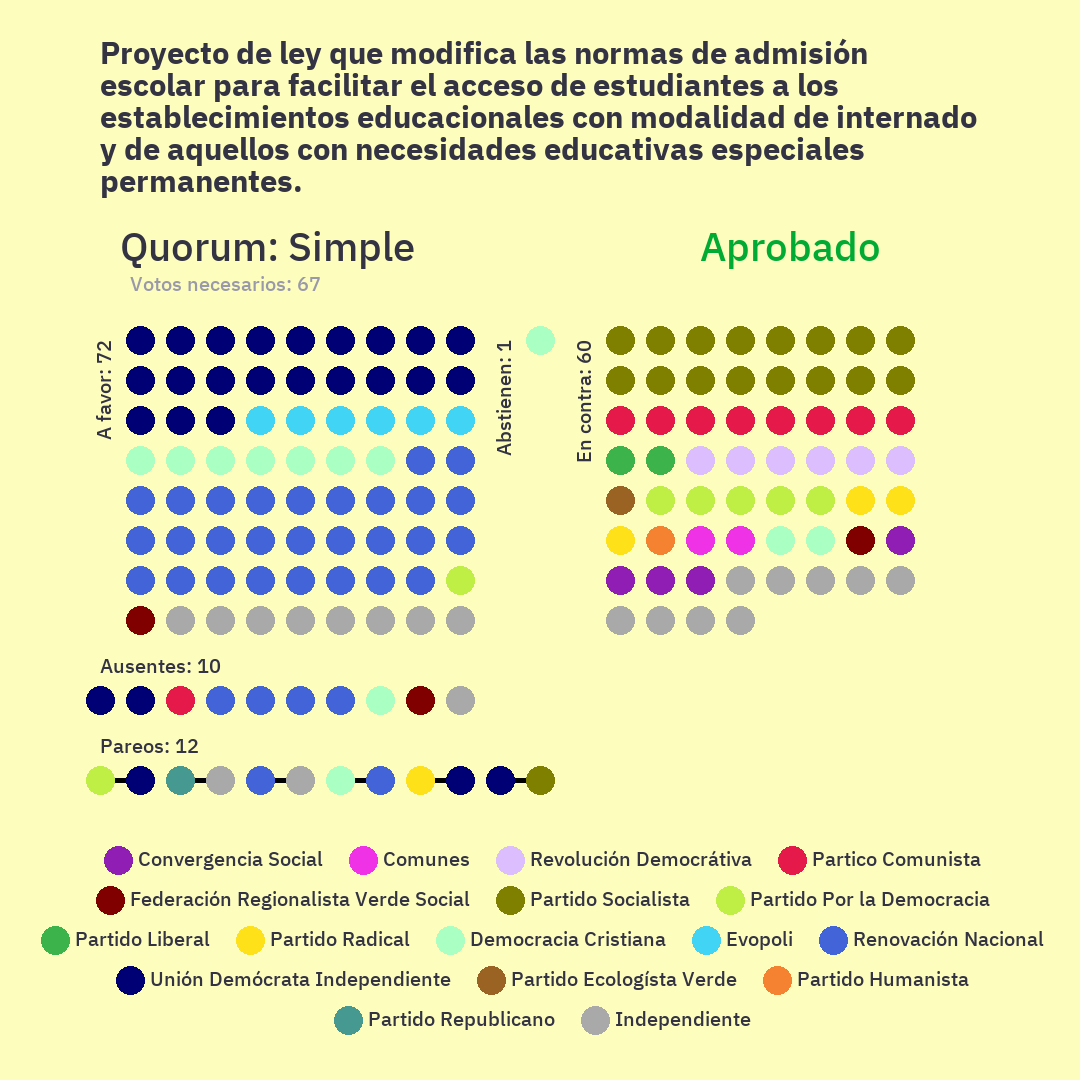 Proyecto de ley que modifica las normas de admisión
escolar para facilitar el acceso de estudiantes a los
establecimientos educacionales con modalidad de internado
y de aquellos con necesidades educativas especiales
permanentes.
Quorum: Simple
Aprobado
Votos necesarios: 67
A favor: 72
Abstienen: 1
En contra: 60
Ausentes: 10
Pareos: 12
Convergencia Social
Comunes
Revolución Democrátiva
Partico Comunista
Federación Regionalista Verde Social
Partido Socialista
Partido Por la Democracia
Partido Liberal
Partido Radical
Democracia Cristiana
Evopoli
Renovación Nacional
Unión Demócrata Independiente
Partido Ecologísta Verde
Partido Humanista
Partido Republicano
Independiente